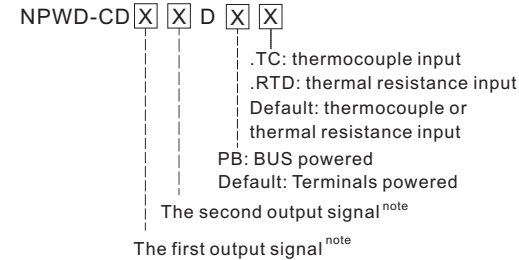 NPWD-CD X X D X X
.TC: thermocouple input
.RTD: thermal resistance input
Default: thermocouple or
thermal resistance input
PB: BUS powered
Default: Terminals powered
The second output signal note
The first output signal note